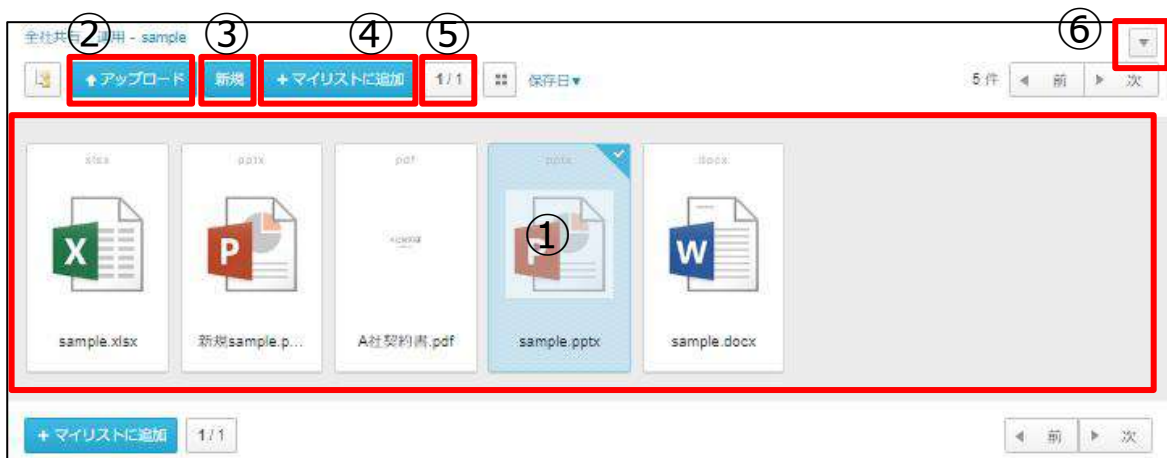 ② ③ ④ ⑤ ⑥
全社共有 運用 - sample
アップロード 新規 +マイリストに追加 1/1 保存日▼ 5 件 ◀ 前 ▶ 次
xlsx pptx pdf pptx docx
①
sample.xlsx 新規sample.p... A社契約書.pdf sample.pptx sample.docx
+マイリストに追加 1/1 ◀ 前 ▶ 次